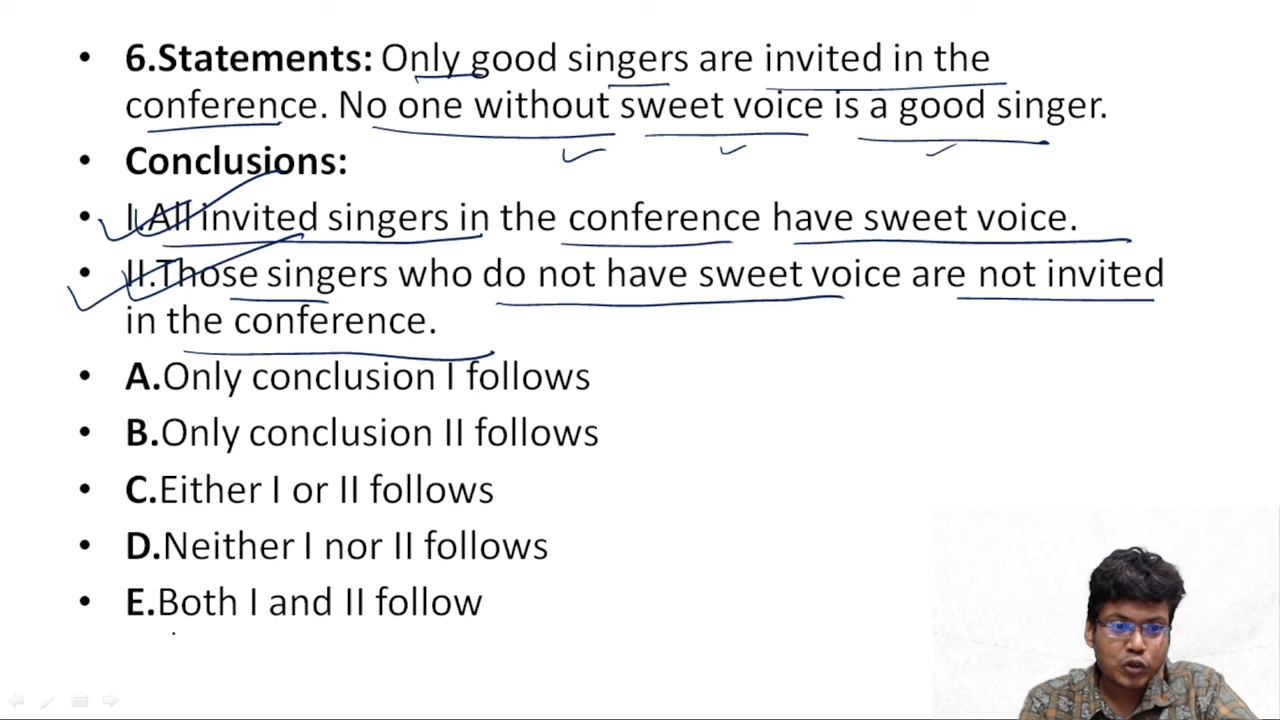 • 6.Statements: Only good singers are invited in the
conference. No one without sweet voice is a good singer.
• Conclusions:
• I.All invited singers in the conference have sweet voice.
• II.Those singers who do not have sweet voice are not invited
in the conference.
• A.Only conclusion I follows
• B.Only conclusion II follows
• C.Either I or II follows
• D.Neither I nor II follows
• E.Both I and II follow